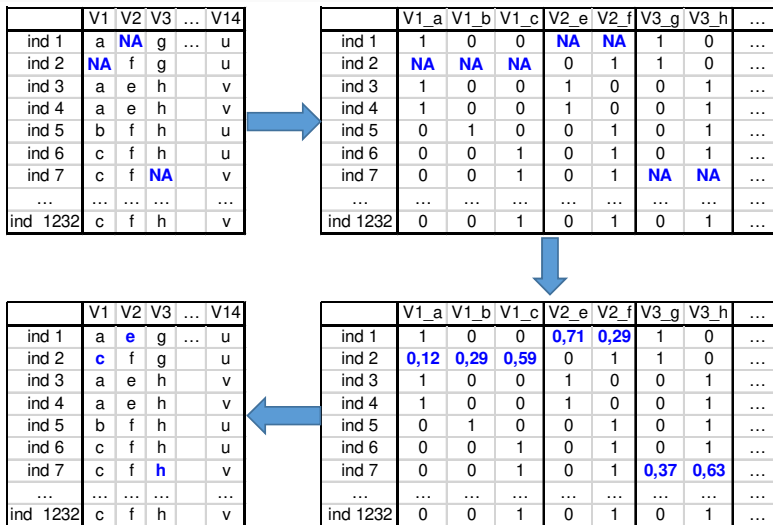 V1 V2 V3 … V14
ind 1 a NA g … u
ind 2 NA f g u
ind 3 a e h v
ind 4 a e h v
ind 5 b f h u
ind 6 c f h u
ind 7 c f NA v
… … … … …
ind 1232 c f h v
V1_a V1_b V1_c V2_e V2_f V3_g V3_h …
ind 1 1 0 0 NA NA 1 0 …
ind 2 NA NA NA 0 1 1 0 …
ind 3 1 0 0 1 0 0 1 …
ind 4 1 0 0 1 0 0 1 …
ind 5 0 1 0 0 1 0 1 …
ind 6 0 0 1 0 1 0 1 …
ind 7 0 0 1 0 1 NA NA …
… … … … … … … … …
ind 1232 0 0 1 0 1 0 1 …
V1 V2 V3 … V14
ind 1 a e g … u
ind 2 c f g u
ind 3 a e h v
ind 4 a e h v
ind 5 b f h u
ind 6 c f h u
ind 7 c f h v
… … … … …
ind 1232 c f h v
V1_a V1_b V1_c V2_e V2_f V3_g V3_h …
ind 1 1 0 0 0,71 0,29 1 0 …
ind 2 0,12 0,29 0,59 0 1 1 0 …
ind 3 1 0 0 1 0 0 1 …
ind 4 1 0 0 1 0 0 1 …
ind 5 0 1 0 0 1 0 1 …
ind 6 0 0 1 0 1 0 1 …
ind 7 0 0 1 0 1 0,37 0,63 …
… … … … … … … … …
ind 1232 0 0 1 0 1 0 1 …